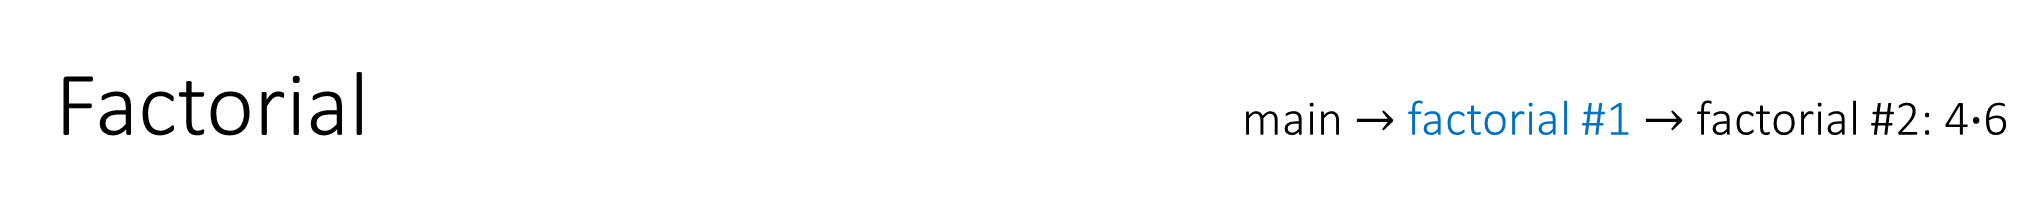 Factorial
main → factorial #1 → factorial #2: 4·6